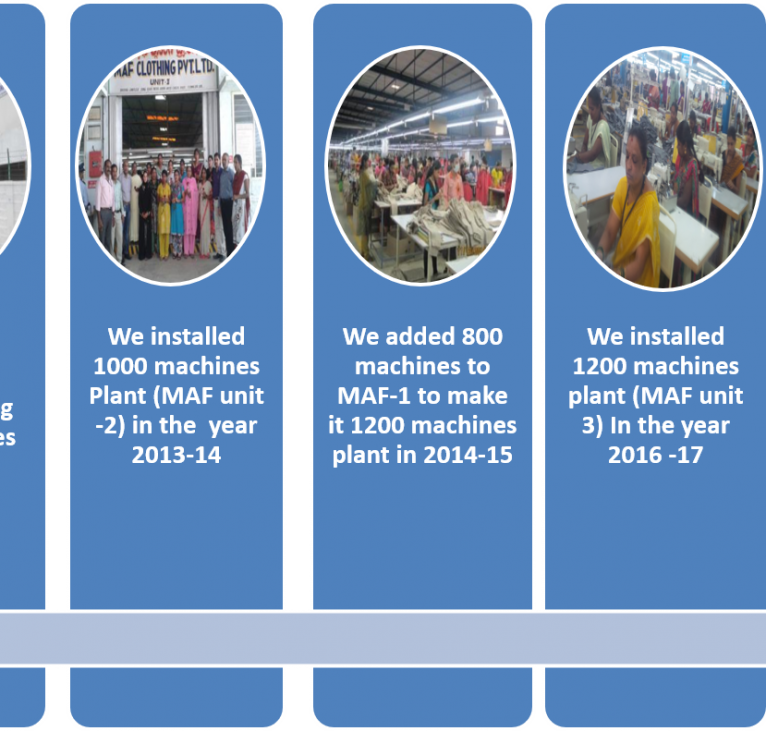 g
es
MAF CLOTHING PVT.LTD.
UNIT-2
We installed
1000 machines
Plant (MAF unit
-2) in the year
2013-14
We added 800
machines to
MAF-1 to make
it 1200 machines
plant in 2014-15
We installed
1200 machines
plant (MAF unit
3) In the year
2016 -17